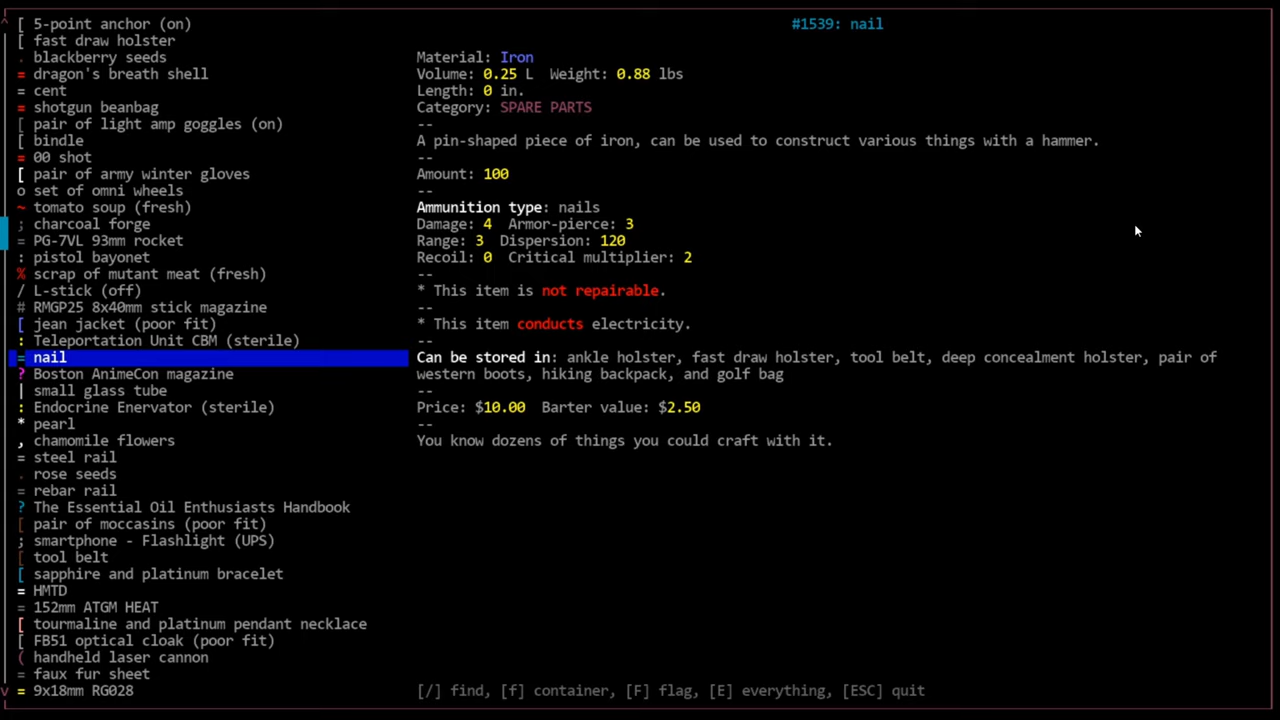 [ 5-point anchor (on)
[ fast draw holster
. blackberry seeds
= dragon's breath shell
= cent
= shotgun beanbag
[ pair of light amp goggles (on)
[ bindle
= 00 shot
[ pair of army winter gloves
o set of omni wheels
~ tomato soup (fresh)
; charcoal forge
= PG-7VL 93mm rocket
: pistol bayonet
% scrap of mutant meat (fresh)
/ L-stick (off)
# RMGP25 8x40mm stick magazine
[ jean jacket (poor fit)
: Teleportation Unit CBM (sterile)
= nail
? Boston AnimeCon magazine
| small glass tube
: Endocrine Enervator (sterile)
* pearl
, chamomile flowers
= steel rail
. rose seeds
= rebar rail
? The Essential Oil Enthusiasts Handbook
[ pair of moccasins (poor fit)
; smartphone - Flashlight (UPS)
[ tool belt
[ sapphire and platinum bracelet
= HMTD
= 152mm ATGM HEAT
[ tourmaline and platinum pendant necklace
[ FB51 optical cloak (poor fit)
( handheld laser cannon
= faux fur sheet
v = 9x18mm RG028
#1539: nail
Material: Iron
Volume: 0.25 L  Weight: 0.88 lbs
Length: 0 in.
Category: SPARE PARTS
--
A pin-shaped piece of iron, can be used to construct various things with a hammer.
--
Amount: 100
--
Ammunition type: nails
Damage: 4  Armor-pierce: 3
Range: 3  Dispersion: 120
Recoil: 0  Critical multiplier: 2
--
* This item is not repairable.
--
* This item conducts electricity.
--
Can be stored in: ankle holster, fast draw holster, tool belt, deep concealment holster, pair of
western boots, hiking backpack, and golf bag
--
Price: $10.00  Barter value: $2.50
--
You know dozens of things you could craft with it.
[/] find, [f] container, [F] flag, [E] everything, [ESC] quit